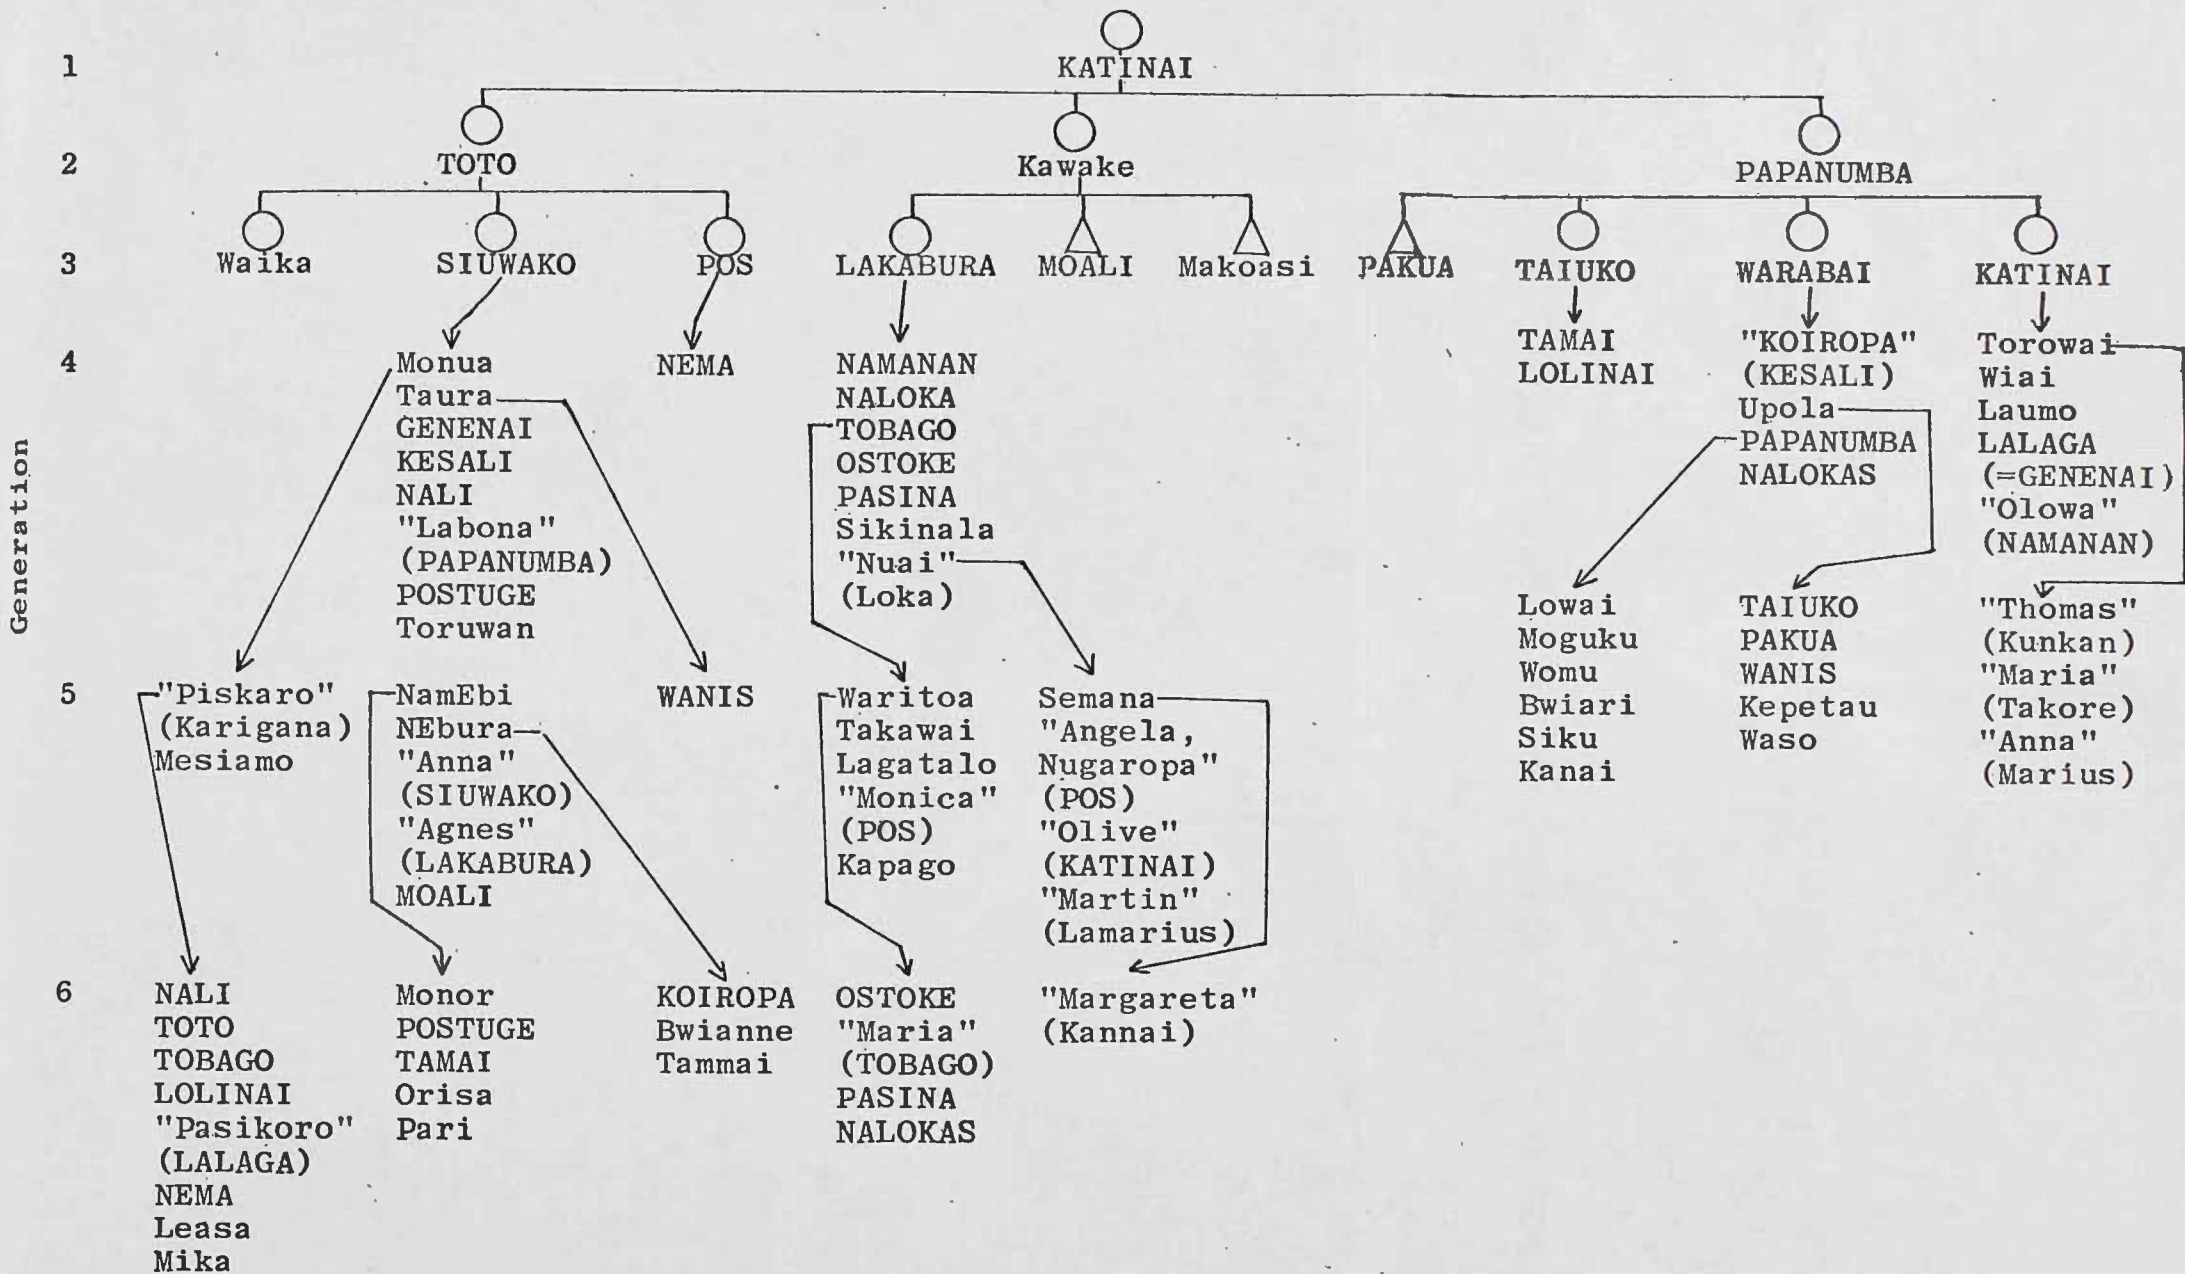 Generation
1
KATINAI
2
TOTO
Kawake
PAPANUMBA
3
Waika
SIUWAKO
POS
LAKABURA
MOALI
Makoasi
PAKUA
TAIUKO
WARABAI
KATINAI
4
Monua
Taura
GENENAI
KESALI
NALI
"Labona"
(PAPANUMBA)
POSTUGE
Toruwan
NEMA
NAMANAN
NALOKA
TOBAGO
OSTOKE
PASINA
Sikinala
"Nuai"
(Loka)
TAMAI
LOLINAI
"KOIROPA"
(KESALI)
Upola
PAPANUMBA
NALOKAS
Torowai
Wiai
Laumo
LALAGA
(=GENENAI)
"Olowa"
(NAMANAN)
5
"Piskaro"
(Karigana)
Mesiamo
NamEbi
NEbura
"Anna"
(SIUWAKO)
"Agnes"
(LAKABURA)
MOALI
WANIS
Waritoa
Takawai
Lagatalo
"Monica"
(POS)
Kapago
Semana
"Angela,
Nugaropa"
(POS)
"Olive"
(KATINAI)
"Martin"
(Lamarius)
Lowai
Moguku
Womu
Bwiari
Siku
Kanai
TAIUKO
PAKUA
WANIS
Kepetau
Waso
"Thomas"
(Kunkan)
"Maria"
(Takore)
"Anna"
(Marius)
6
NALI
TOTO
TOBAGO
LOLINAI
"Pasikoro"
(LALAGA)
NEMA
Leasa
Mika
Monor
POSTUGE
TAMAI
Orisa
Pari
KOIROPA
Bwianne
Tammai
OSTOKE
"Maria"
(TOBAGO)
PASINA
NALOKAS
"Margareta"
(Kannai)